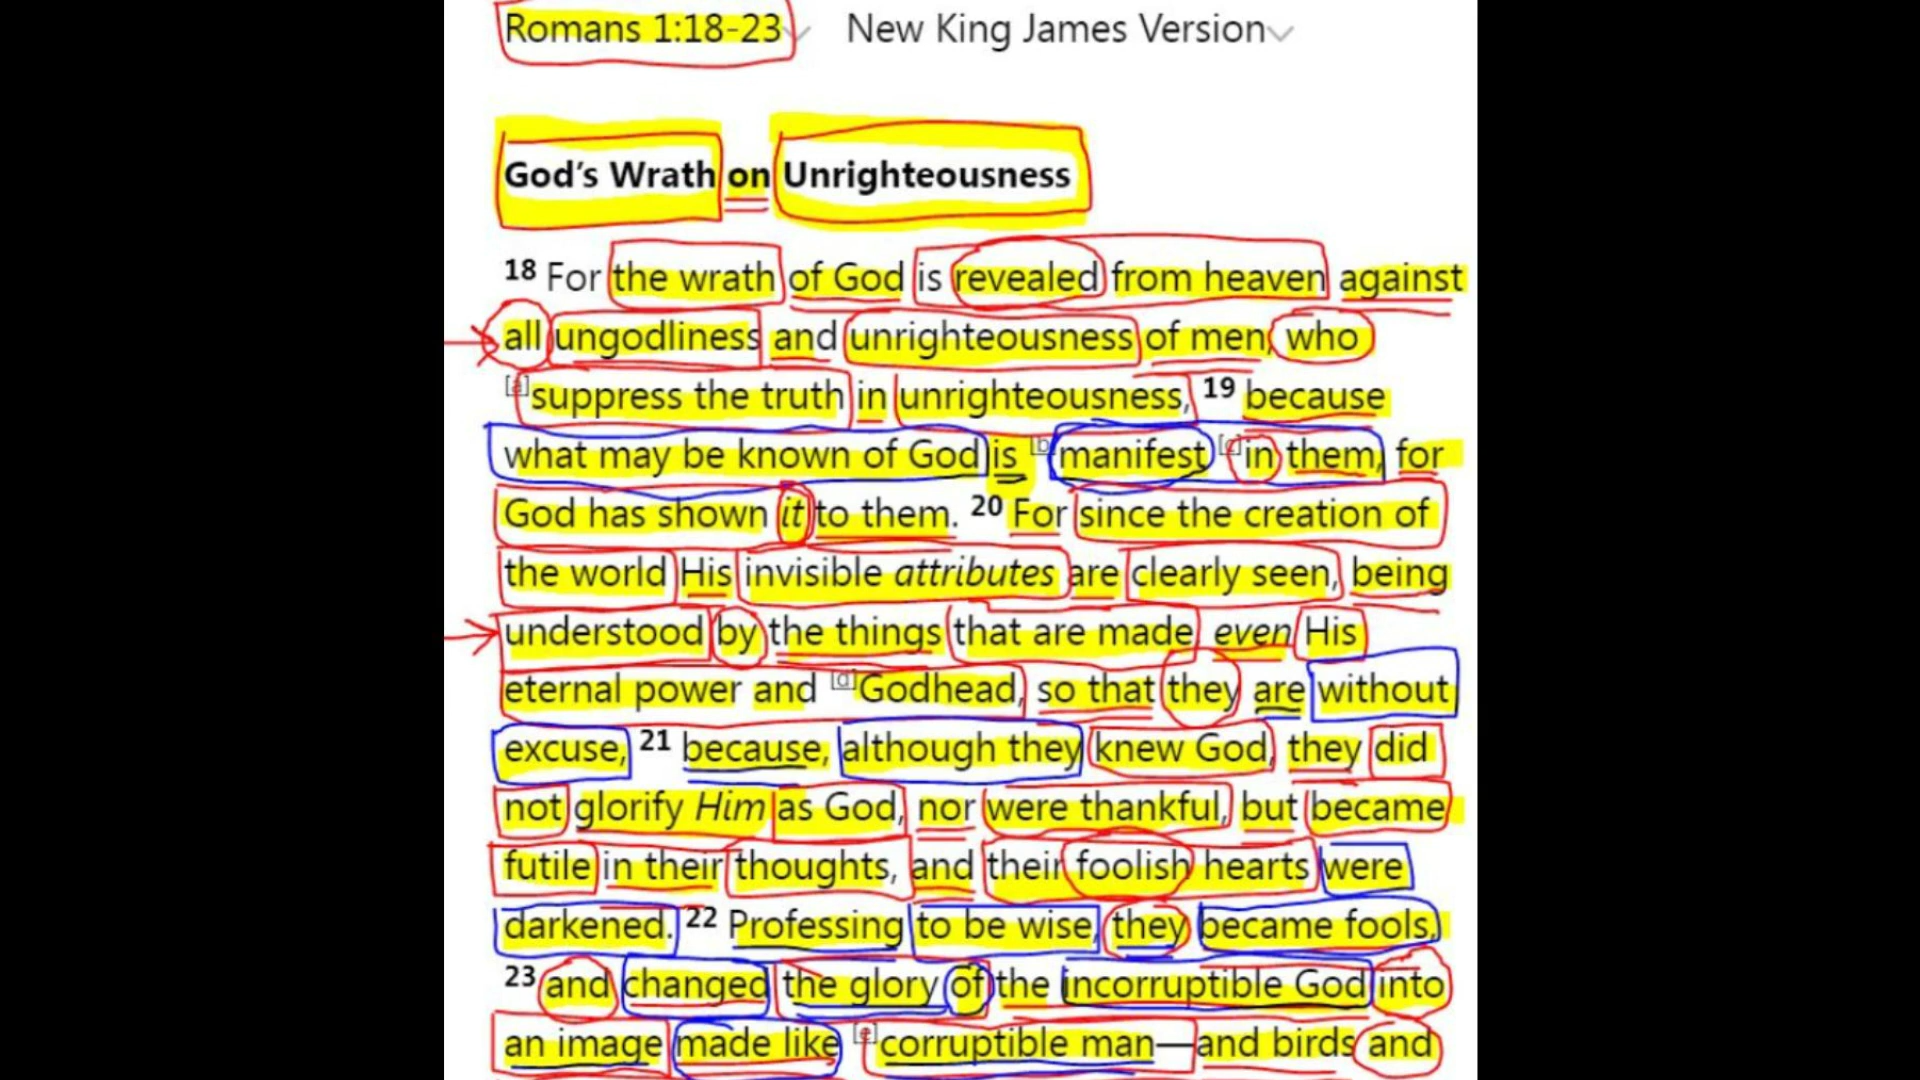 Romans 1:18-23 New King James Version
God's Wrath on Unrighteousness
18 For the wrath of God is revealed from heaven against
all ungodliness and unrighteousness of men, who
[a]suppress the truth in unrighteousness, 19 because
what may be known of God is [b]manifest [c]in them, for
God has shown it to them. 20 For since the creation of
the world His invisible attributes are clearly seen, being
understood by the things that are made, even His
eternal power and [d]Godhead, so that they are without
excuse, 21 because, although they knew God, they did
not glorify Him as God, nor were thankful, but became
futile in their thoughts, and their foolish hearts were
darkened. 22 Professing to be wise, they became fools,
23 and changed the glory of the incorruptible God into
an image made like [e]corruptible man—and birds and